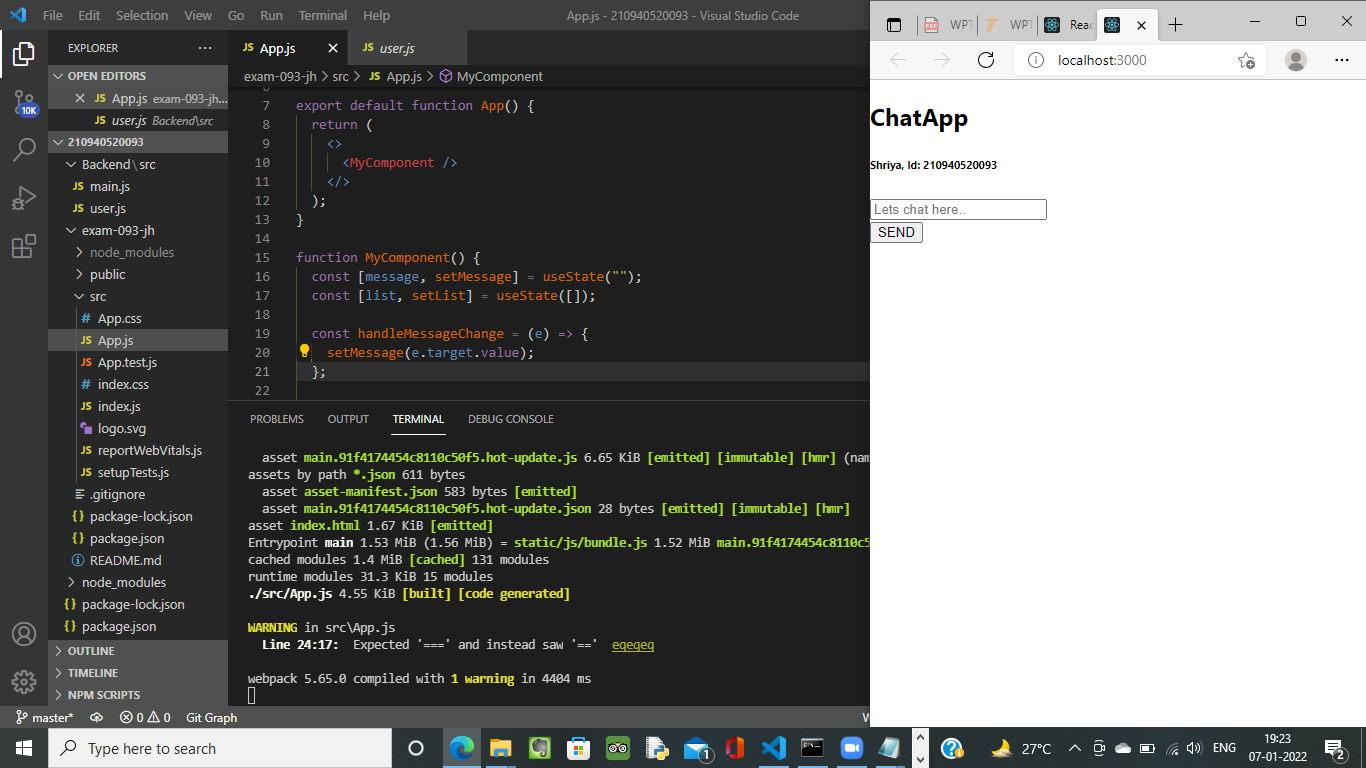 File Edit Selection View Go Run Terminal Help App.js - 210940520093 - Visual Studio Code
EXPLORER
OPEN EDITORS
App.js exam-093-jh...
user.js Backend\src
210940520093
Backend \ src
main.js
user.js
exam-093-jh
node_modules
public
src
App.css
App.js
App.test.js
index.css
index.js
logo.svg
reportWebVitals.js
setupTests.js
.gitignore
package-lock.json
package.json
README.md
node_modules
package-lock.json
package.json
OUTLINE
TIMELINE
NPM SCRIPTS
10K
App.js user.js
exam-093-jh > src > JS App.js > MyComponent
7 export default function App() {
8 return (
9 <>
10 <MyComponent />
11 </>
12 );
13 }
14
15 function MyComponent() {
16 const [message, setMessage] = useState("");
17 const [list, setList] = useState([]);
18
19 const handleMessageChange = (e) => {
20 setMessage(e.target.value);
21 };
22
PROBLEMS OUTPUT TERMINAL DEBUG CONSOLE
asset main.91f4174454c8110c50f5.hot-update.js 6.65 KiB [emitted] [immutable] [hmr] (nam
assets by path *.json 611 bytes
asset asset-manifest.json 583 bytes [emitted]
asset main.91f4174454c8110c50f5.hot-update.json 28 bytes [emitted] [immutable] [hmr]
asset index.html 1.67 KiB [emitted]
Entrypoint main 1.53 MiB (1.56 MiB) = static/js/bundle.js 1.52 MiB main.91f4174454c8110c5
cached modules 1.4 MiB [cached] 131 modules
runtime modules 31.3 KiB 15 modules
./src/App.js 4.55 KiB [built] [code generated]
WARNING in src\App.js
Line 24:17: Expected '===' and instead saw '==' eqeqeq
webpack 5.65.0 compiled with 1 warning in 4404 ms
master* 0 0 Git Graph
WPT WPT Rea
localhost:3000
ChatApp
Shriya, Id: 210940520093
Lets chat here..
SEND
Type here to search
1
27°C ENG 19:23
07-01-2022
2